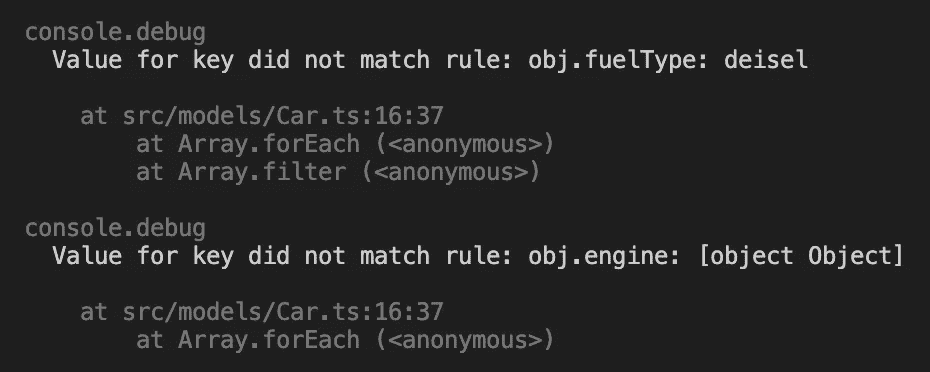 console.debug
Value for key did not match rule: obj.fuelType: deisel
at src/models/Car.ts:16:37
at Array.forEach (<anonymous>)
at Array.filter (<anonymous>)
console.debug
Value for key did not match rule: obj.engine: [object Object]
at src/models/Car.ts:16:37
at Array.forEach (<anonymous>)